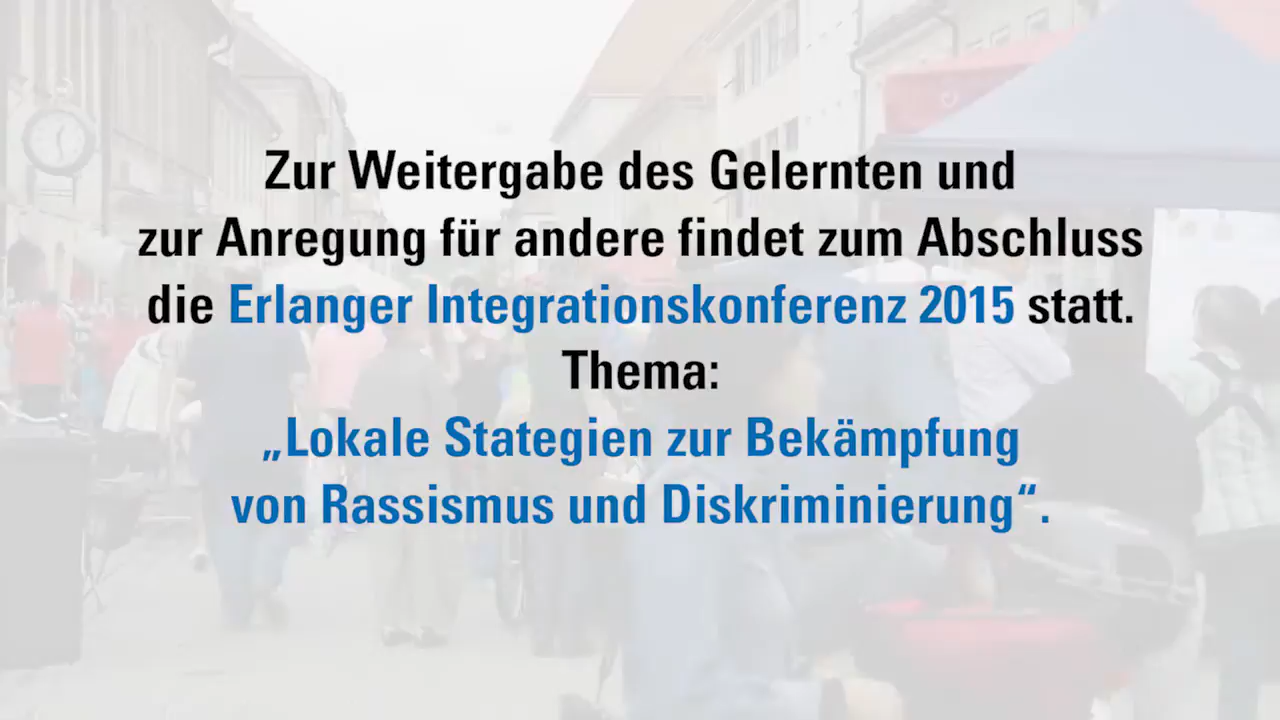 Zur Weitergabe des Gelernten und
zur Anregung für andere findet zum Abschluss
die Erlanger Integrationskonferenz 2015 statt.
Thema:
„Lokale Stategien zur Bekämpfung
von Rassismus und Diskriminierung“.